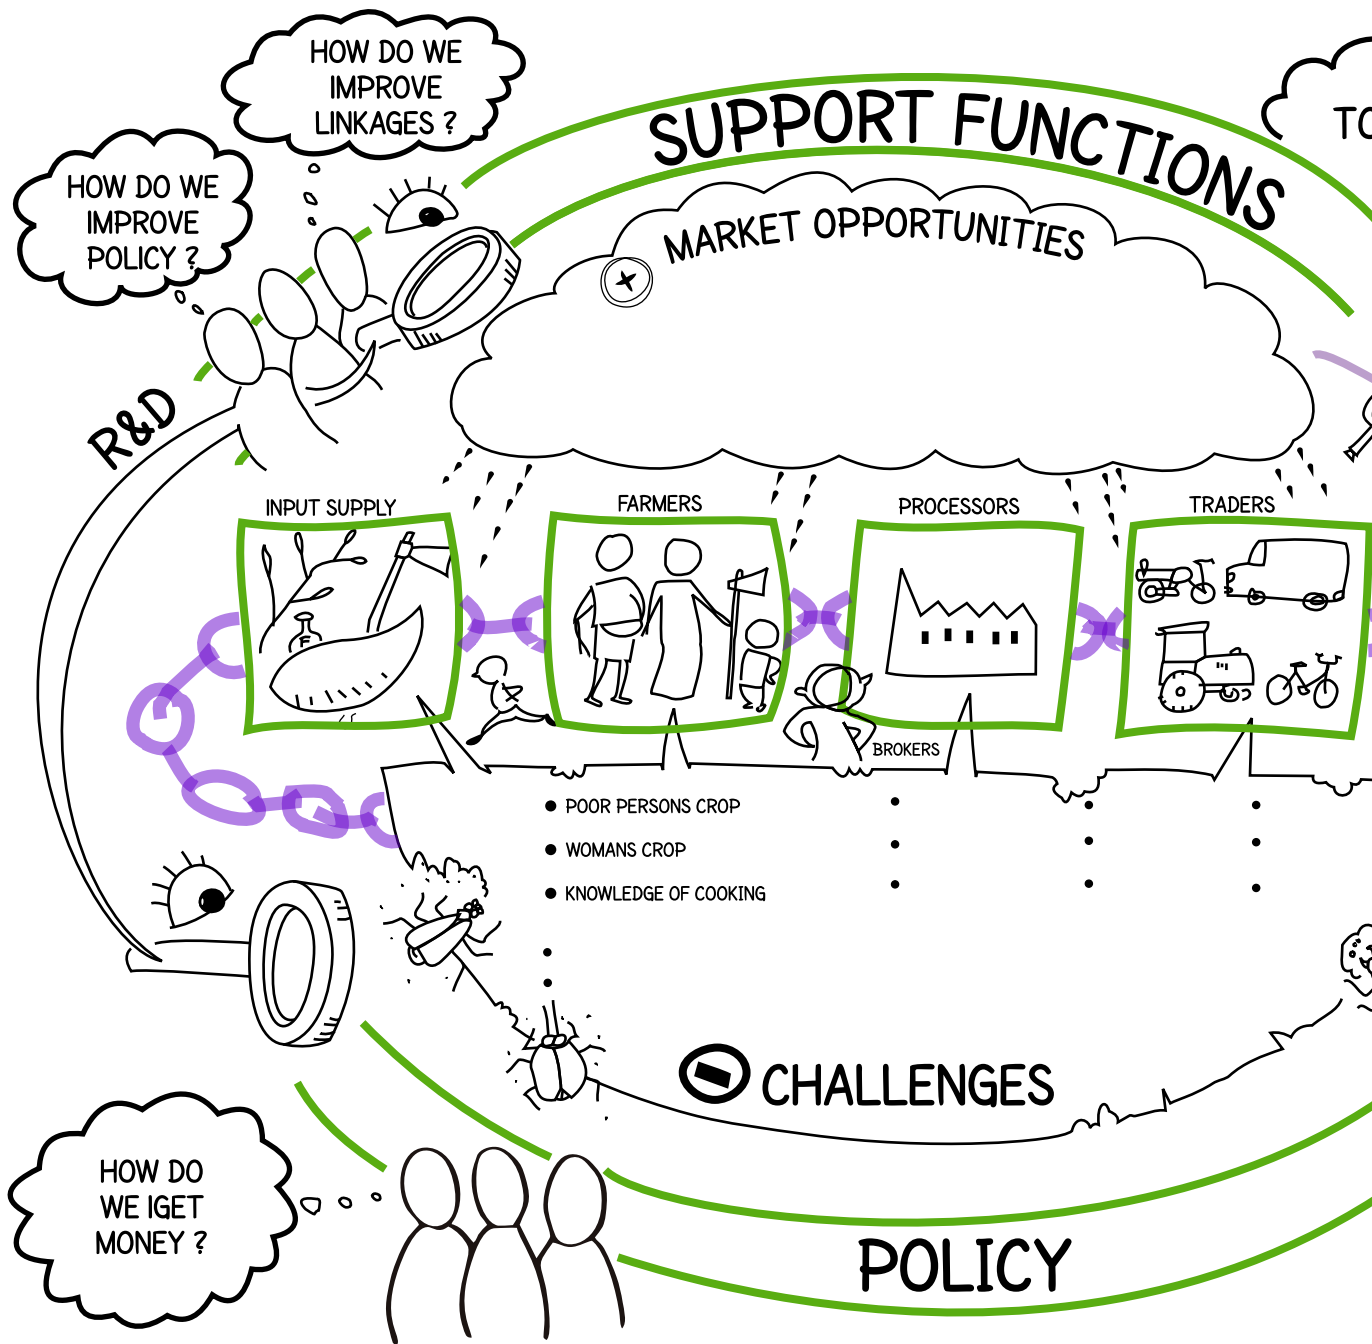 HOW DO WE
IMPROVE
LINKAGES ?
HOW DO WE
IMPROVE
POLICY ?
SUPPORT FUNCTIONS
TO
MARKET OPPORTUNITIES
R&D
INPUT SUPPLY
FARMERS
PROCESSORS
TRADERS
F
BROKERS
• POOR PERSONS CROP
• WOMANS CROP
• KNOWLEDGE OF COOKING
CHALLENGES
HOW DO
WE IGET
MONEY ?
POLICY